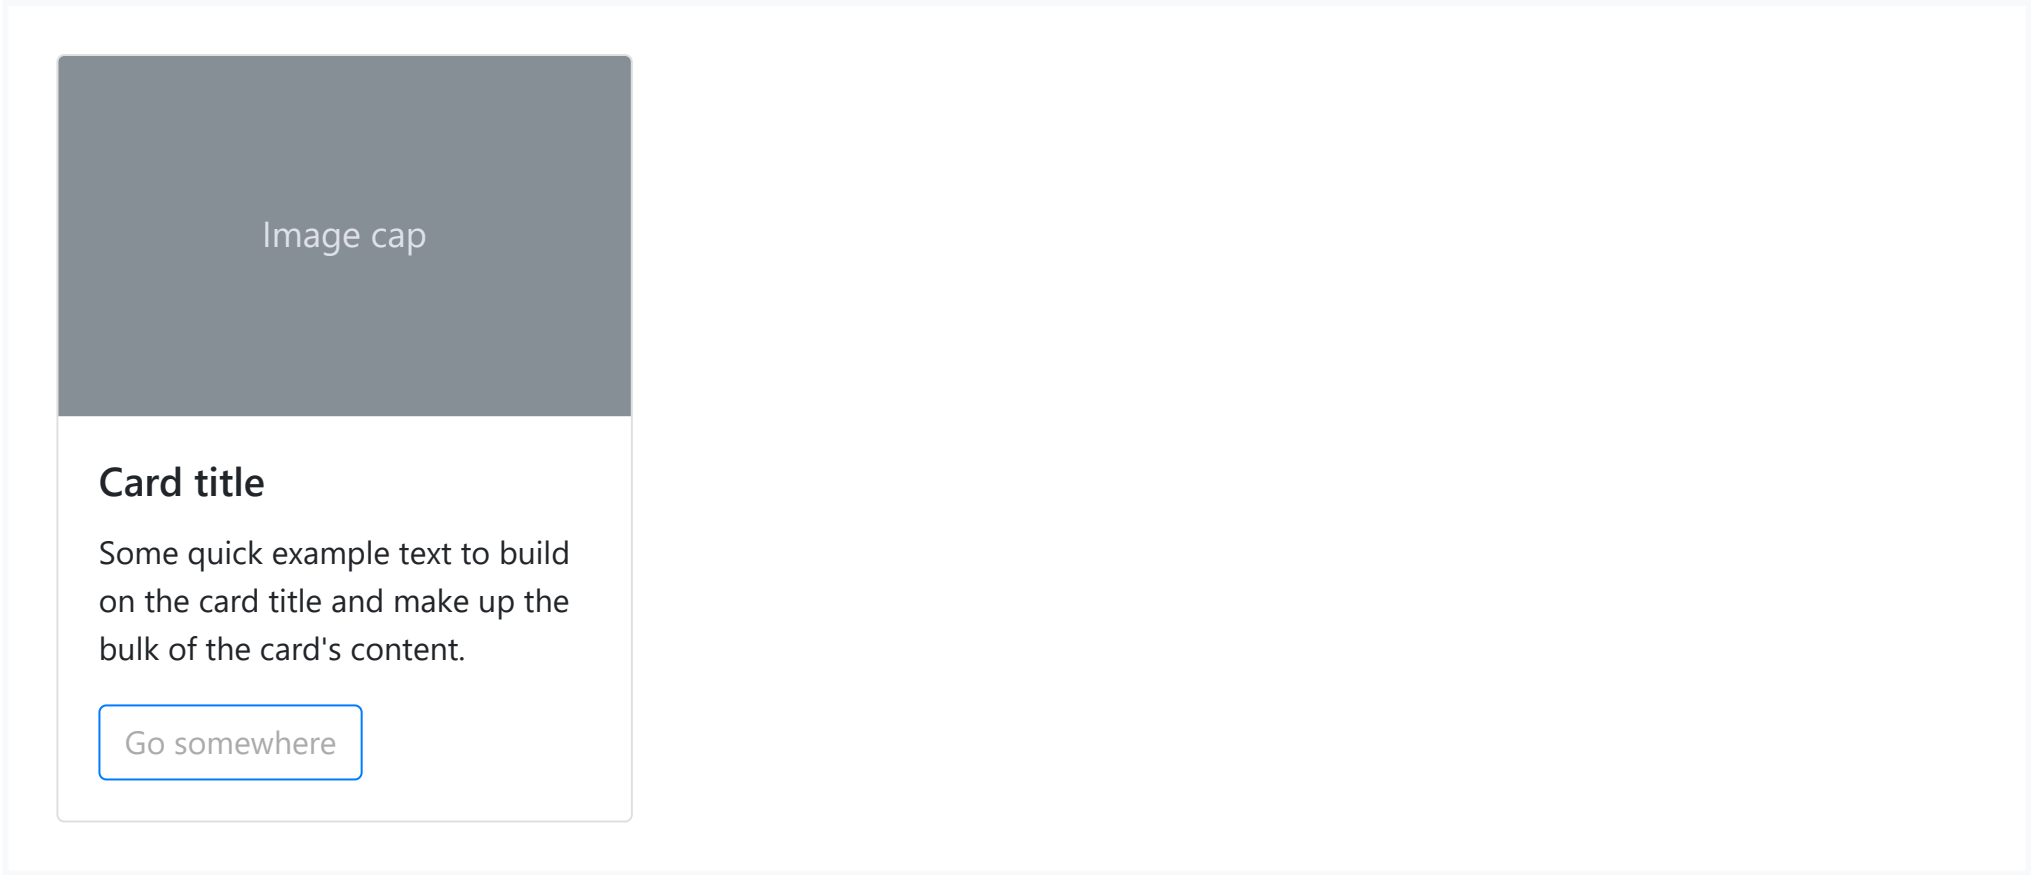 Image cap
Card title
Some quick example text to build
on the card title and make up the
bulk of the card's content.
Go somewhere